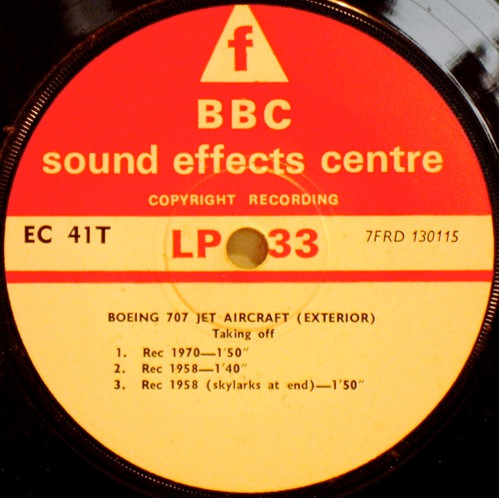 f
BBC
sound effects centre
COPYRIGHT RECORDING
EC 41T LP 33 7FRD 130115
BOEING 707 JET AIRCRAFT (EXTERIOR)
Taking off
1. Rec 1970—1'50"
2. Rec 1958—1'40"
3. Rec 1958 (skylarks at end)—1'50"